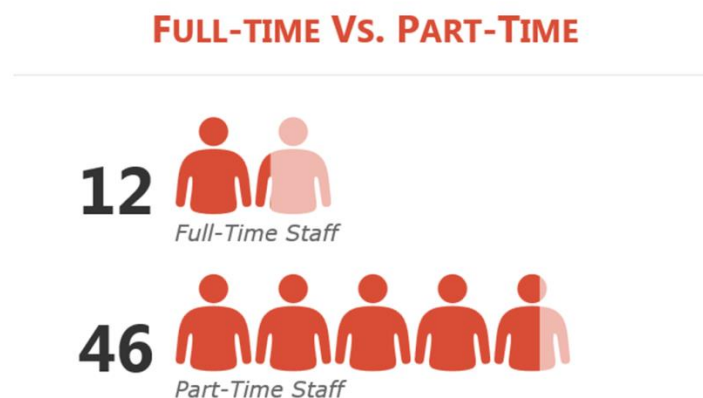 FULL-TIME VS. PART-TIME
12
Full-Time Staff
46
Part-Time Staff